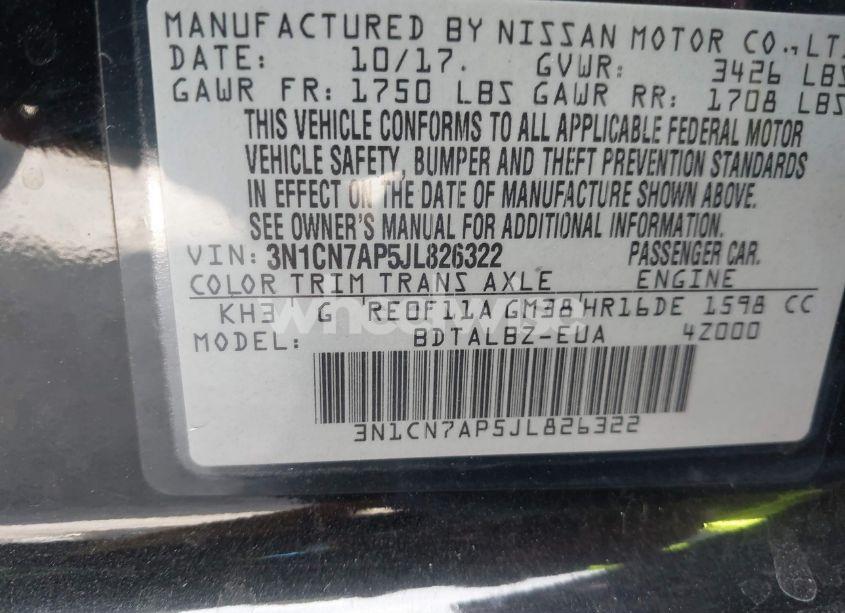 MANUFACTURED BY NISSAN MOTOR CO., LT
DATE: 10/17. GVWR: 3426 LBS
GAWR FR: 1750 LBS GAWR RR: 1708 LBS
THIS VEHICLE CONFORMS TO ALL APPLICABLE FEDERAL MOTOR
VEHICLE SAFETY, BUMPER AND THEFT PREVENTION STANDARDS
IN EFFECT ON THE DATE OF MANUFACTURE SHOWN ABOVE.
SEE OWNER'S MANUAL FOR ADDITIONAL INFORMATION.
VIN: 3N1CN7AP5JL826322 PASSENGER CAR.
COLOR TRIM TRANS AXLE ENGINE
KH3 G RE0F11A GM38 HR16DE 1598 CC
wheelwise
MODEL: BDTALBZ-EUA 4Z000
3N1CN7AP5JL826322